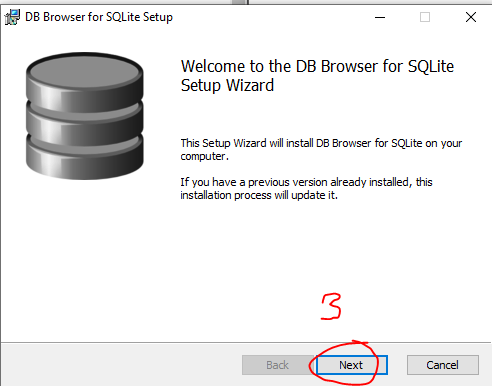 DB Browser for SQLite Setup
Welcome to the DB Browser for SQLite
Setup Wizard
This Setup Wizard will install DB Browser for SQLite on your
computer.
If you have a previous version already installed, this
installation process will update it.
3
Back
Next
Cancel